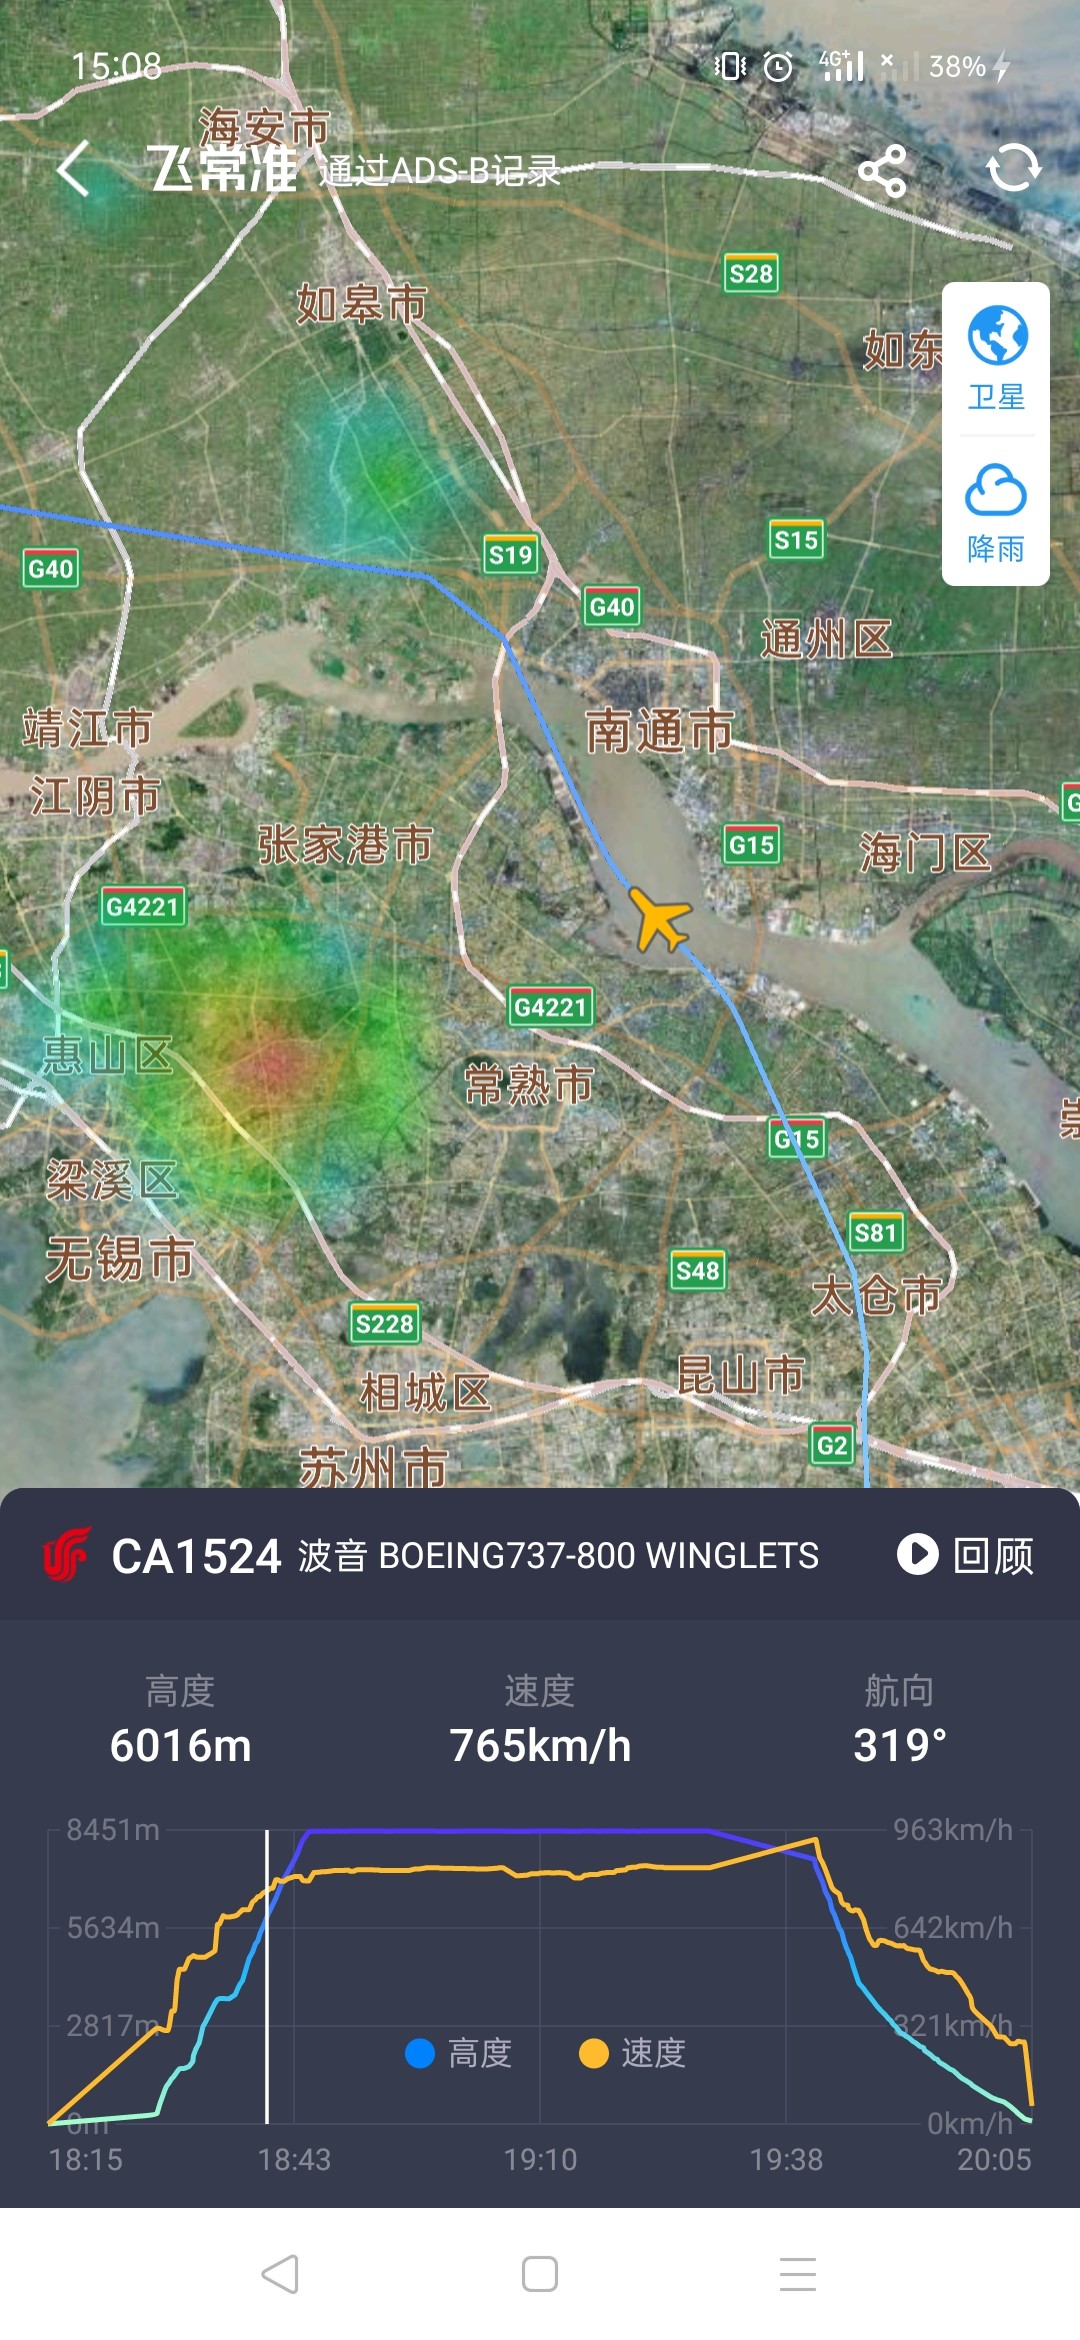 15:08
4G+
38%
海安市
飞常准 通过ADS-B记录
S28
如皋市
如东
卫星
降雨
S15
S19
G40
G40
通州区
靖江市
南通市
江阴市
张家港市
G15
海门区
G4221
G4221
惠山区
常熟市
G15
梁溪区
S81
无锡市
S48
太仓市
S228
相城区
昆山市
G2
苏州市
CA1524 波音 BOEING737-800 WINGLETS 回顾
高度 速度 航向
6016m 765km/h 319°
8451m 963km/h
5634m 642km/h
2817m 321km/h
高度 速度
0m 0km/h
18:15 18:43 19:10 19:38 20:05